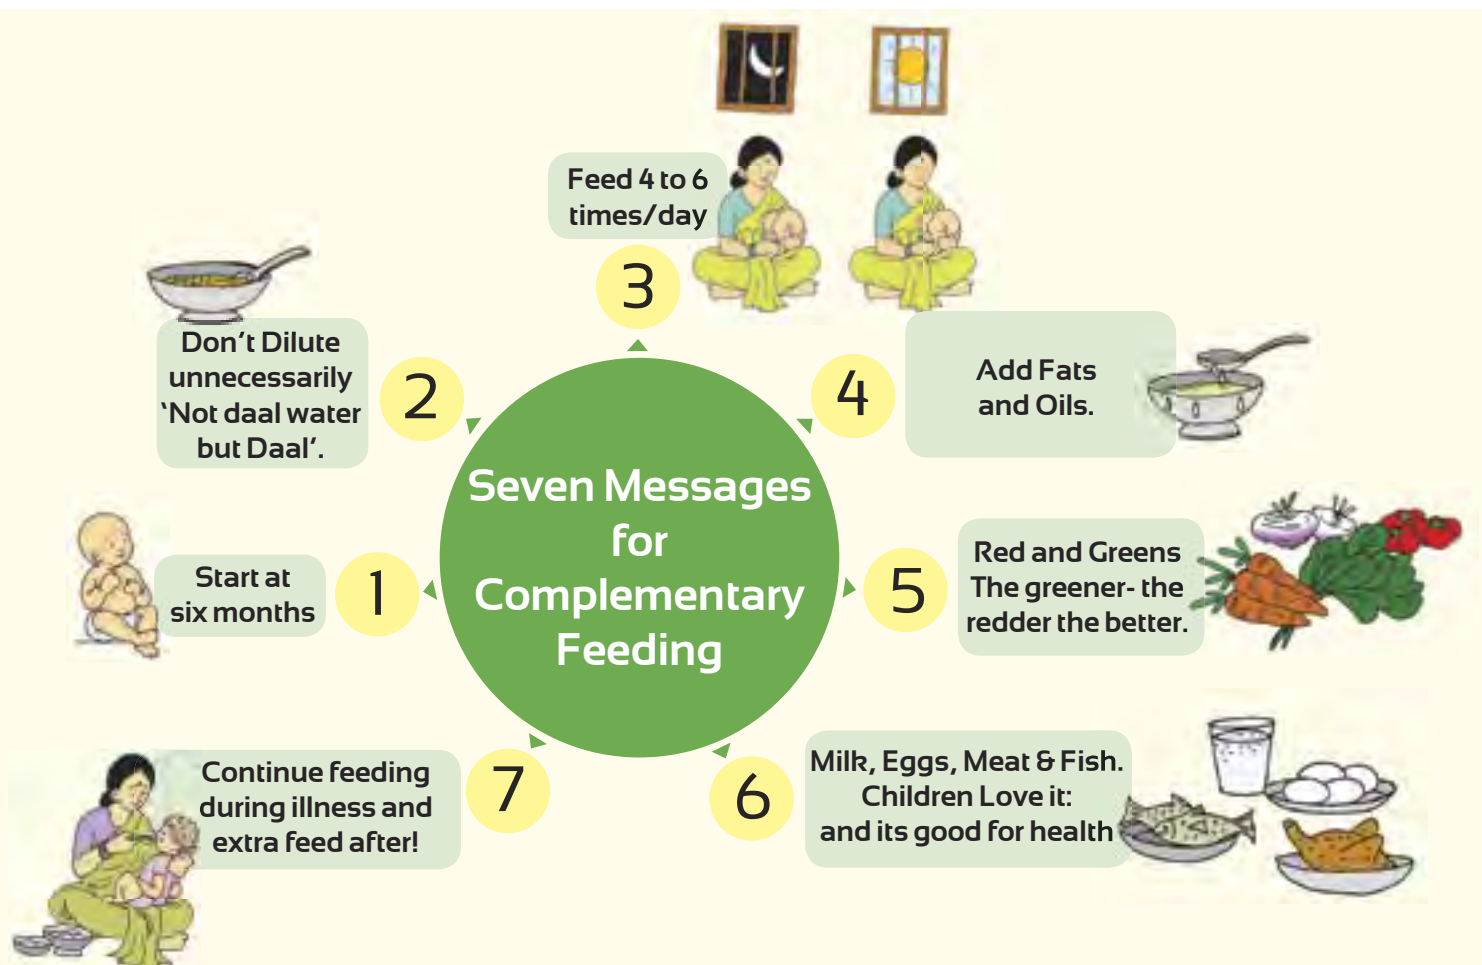 Seven Messages
for
Complementary
Feeding
1
Start at
six months
2
Don't Dilute
unnecessarily
'Not daal water
but Daal'.
3
Feed 4 to 6
times/day
4
Add Fats
and Oils.
5
Red and Greens
The greener- the
redder the better.
6
Milk, Eggs, Meat & Fish.
Children Love it:
and its good for health
7
Continue feeding
during illness and
extra feed after!